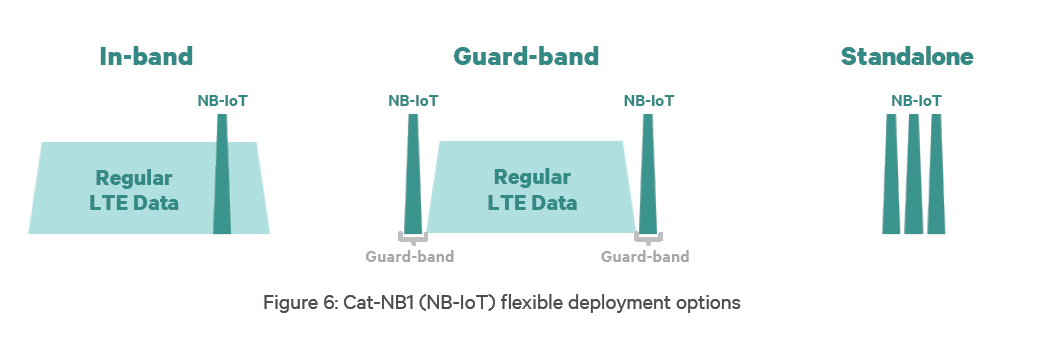 In-band
Guard-band
Standalone
NB-IoT
NB-IoT
NB-IoT
NB-IoT
Regular
LTE Data
Regular
LTE Data
Guard-band
Guard-band
Figure 6: Cat-NB1 (NB-IoT) flexible deployment options